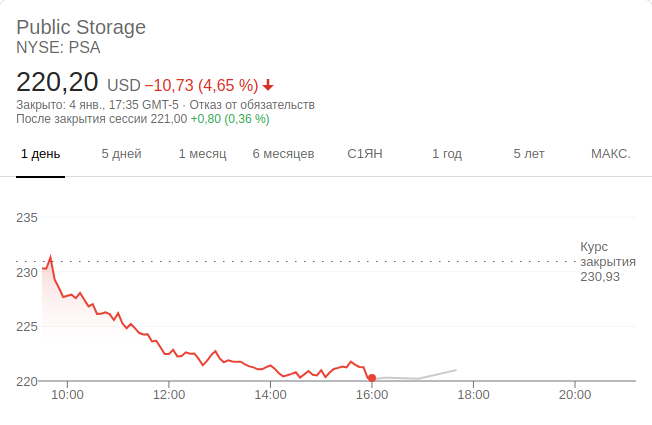 Public Storage
NYSE: PSA
220,20 USD −10,73 (4,65 %)
Закрыто: 4 янв., 17:35 GMT-5 · Отказ от обязательств
После закрытия сессии 221,00 +0,80 (0,36 %)
1 день 5 дней 1 месяц 6 месяцев С1ЯН 1 год 5 лет МАКС.
235
Курс
закрытия
230,93
230
225
220
10:00 12:00 14:00 16:00 18:00 20:00